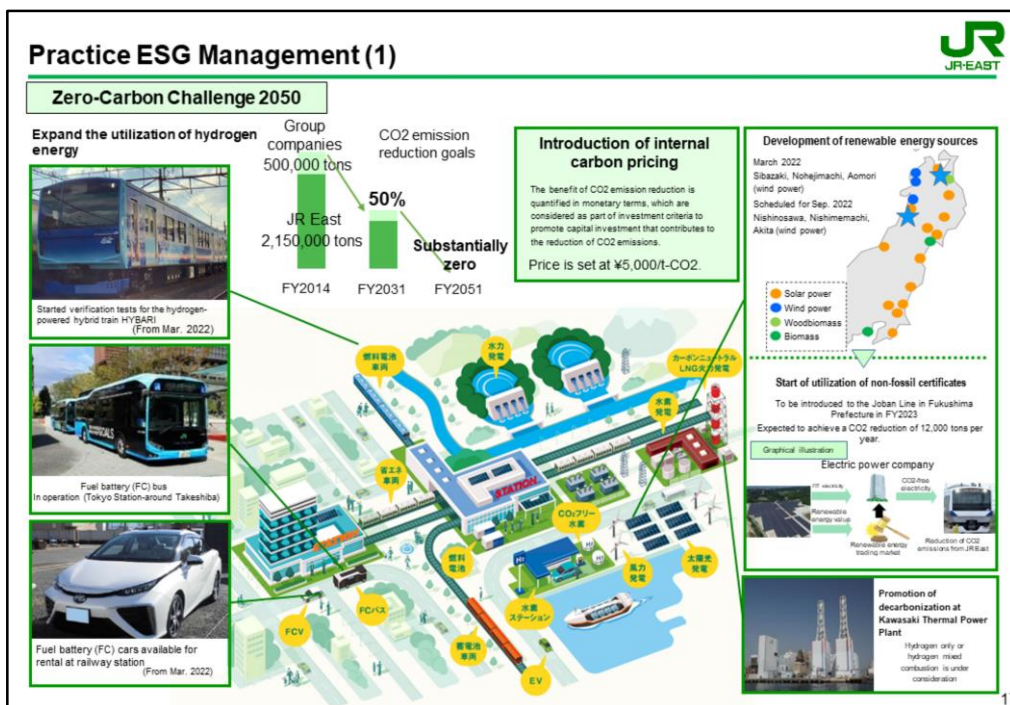 Practice ESG Management (1)
JR
JR-EAST
Zero-Carbon Challenge 2050
Expand the utilization of hydrogen
energy
Started verification tests for the hydrogen-
powered hybrid train HYBARI
(From Mar. 2022)
Fuel battery (FC) bus
In operation (Tokyo Station-around Takeshiba)
Fuel battery (FC) cars available for
rental at railway station
(From Mar. 2022)
Group
companies
500,000 tons
JR East
2,150,000 tons
CO2 emission
reduction goals
50%
Substantially
zero
FY2014
FY2031
FY2051
Introduction of internal
carbon pricing
The benefit of CO2 emission reduction is
quantified in monetary terms, which are
considered as part of investment criteria to
promote capital investment that contributes
to the reduction of CO2 emissions.
Price is set at ¥5,000/t-CO2.
Development of renewable energy sources
March 2022
Sibazaki, Nohejimachi, Aomori
(wind power)
Scheduled for Sep. 2022
Nishinosawa, Nishimemachi,
Akita (wind power)
Solar power
Wind power
Woodbiomass
Biomass
Start of utilization of non-fossil certificates
To be introduced to the Joban Line in Fukushima
Prefecture in FY2023
Expected to achieve a CO2 reduction of 12,000 tons per
year.
Graphical illustration
Electric power company
FIT electricity
CO2-free
electricity
Renewable
energy value
Renewable energy
trading market
Reduction of CO2
emissions from JR East
Promotion of
decarbonization at
Kawasaki Thermal Power
Plant
Hydrogen only or
hydrogen mixed
combustion is under
consideration
燃料電池
車両
水力
発電
カーボンニュートラル
LNG火力発電
水素
発電
省エネ
車両
STATION
CO₂フリー
水素
燃料
電池
H2
水素
ステーション
風力
発電
太陽光
発電
FCV
FCバス
蓄電池
車両
EV
1